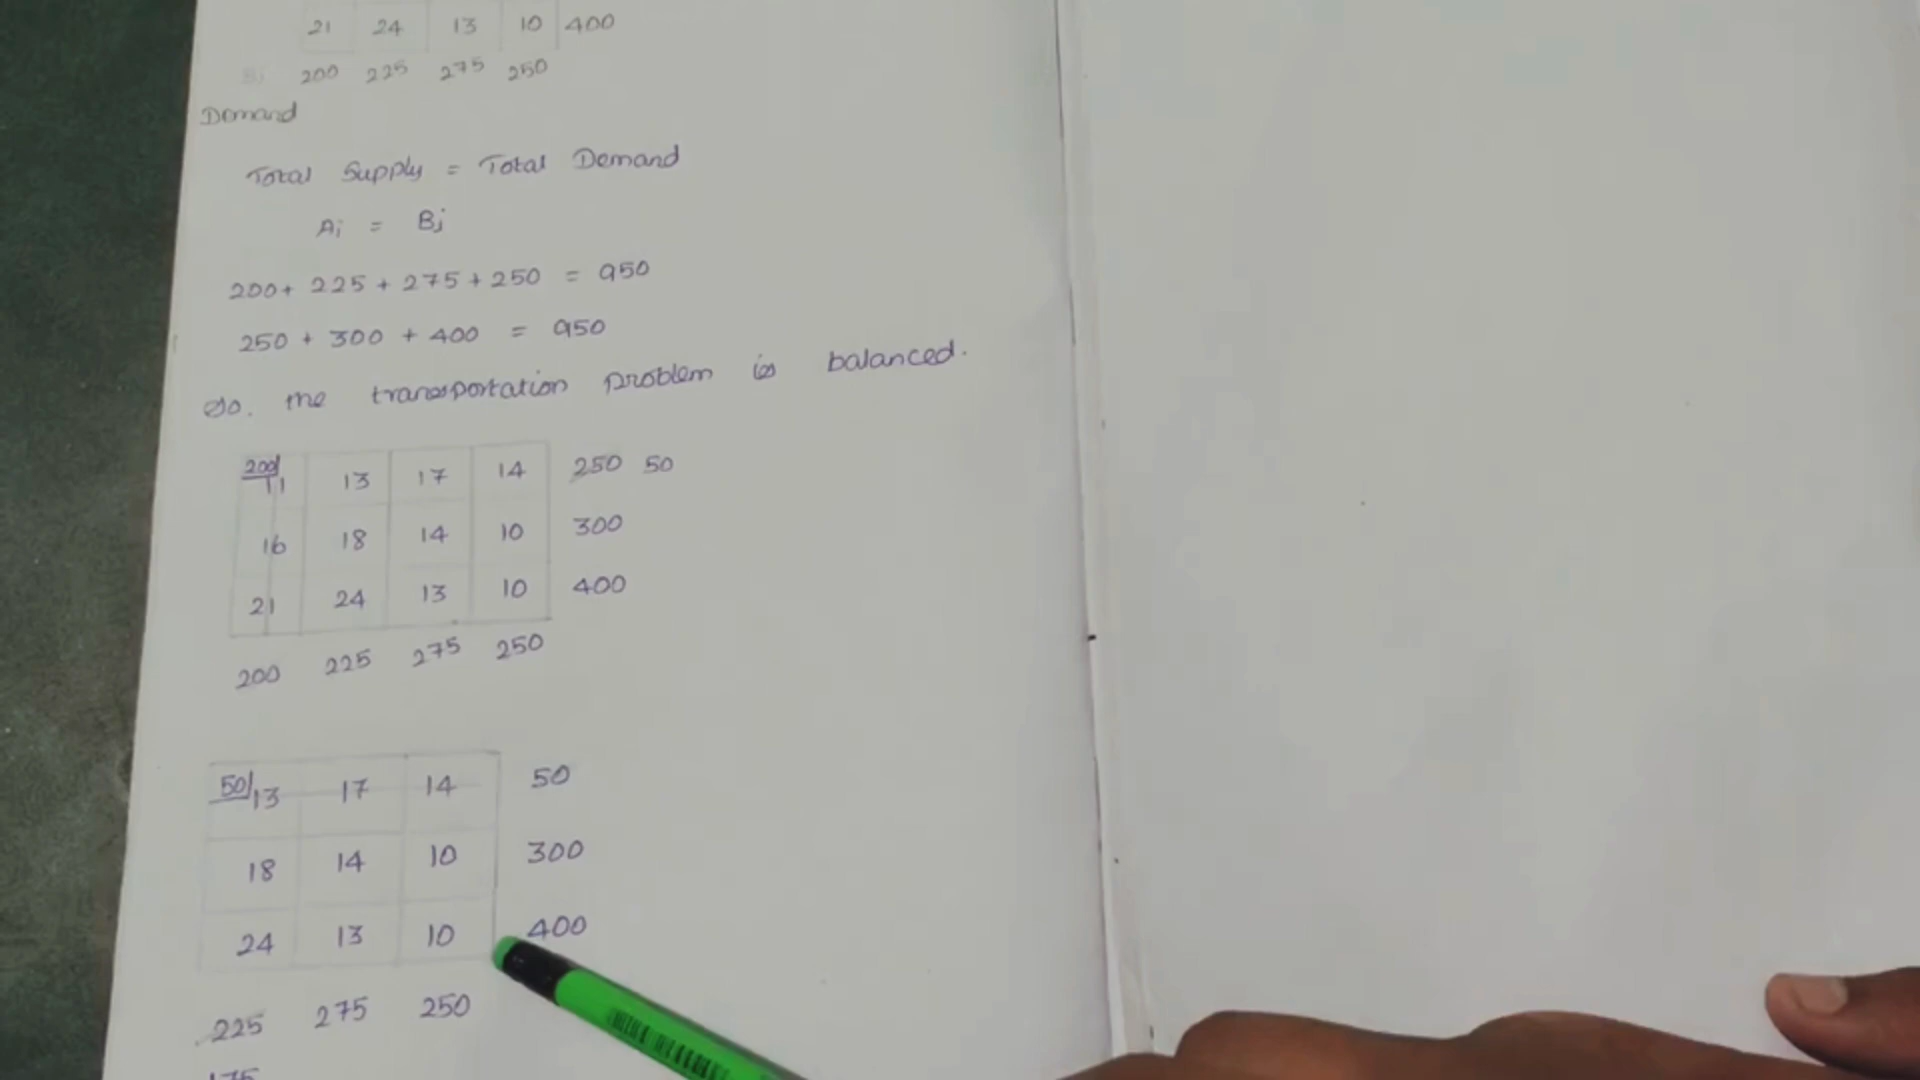 21 24 13 10 400
Bj 200 225 275 250
Demand
Total Supply = Total Demand
Ai = Bj
200+ 225 + 275 + 250 = 950
250 + 300 + 400 = 950
So. the transportation problem is balanced.
200 11 13 17 14 250 50
16 18 14 10 300
21 24 13 10 400
200 225 275 250
50 13 17 14 50
18 14 10 300
24 13 10 400
225 275 250
175